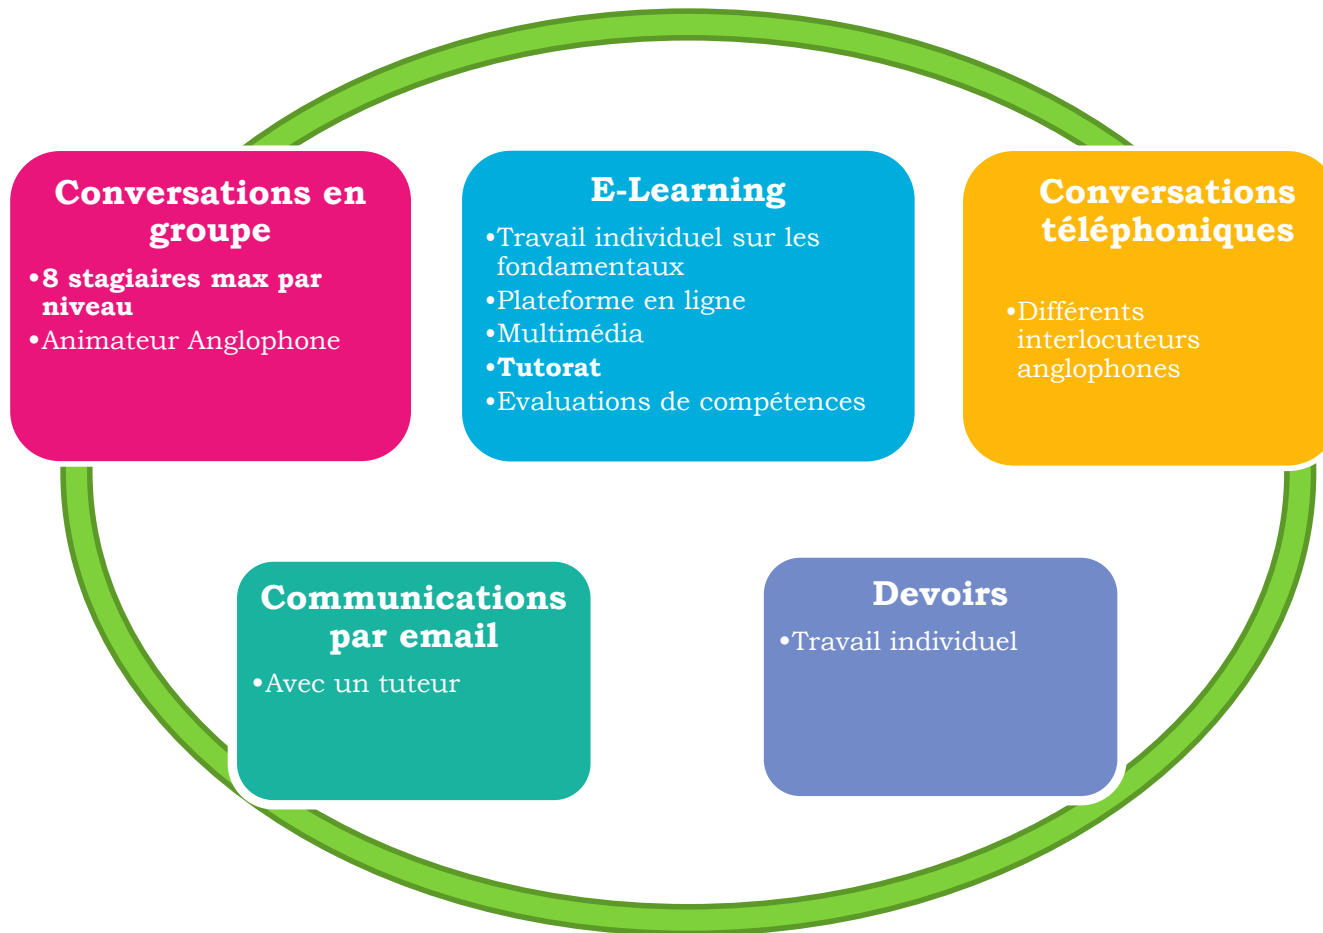 Conversations en
groupe
•8 stagiaires max par
niveau
•Animateur Anglophone
E-Learning
•Travail individuel sur les
fondamentaux
•Plateforme en ligne
•Multimédia
•Tutorat
•Evaluations de compétences
Conversations
téléphoniques
•Différents
interlocuteurs
anglophones
Communications
par email
•Avec un tuteur
Devoirs
•Travail individuel